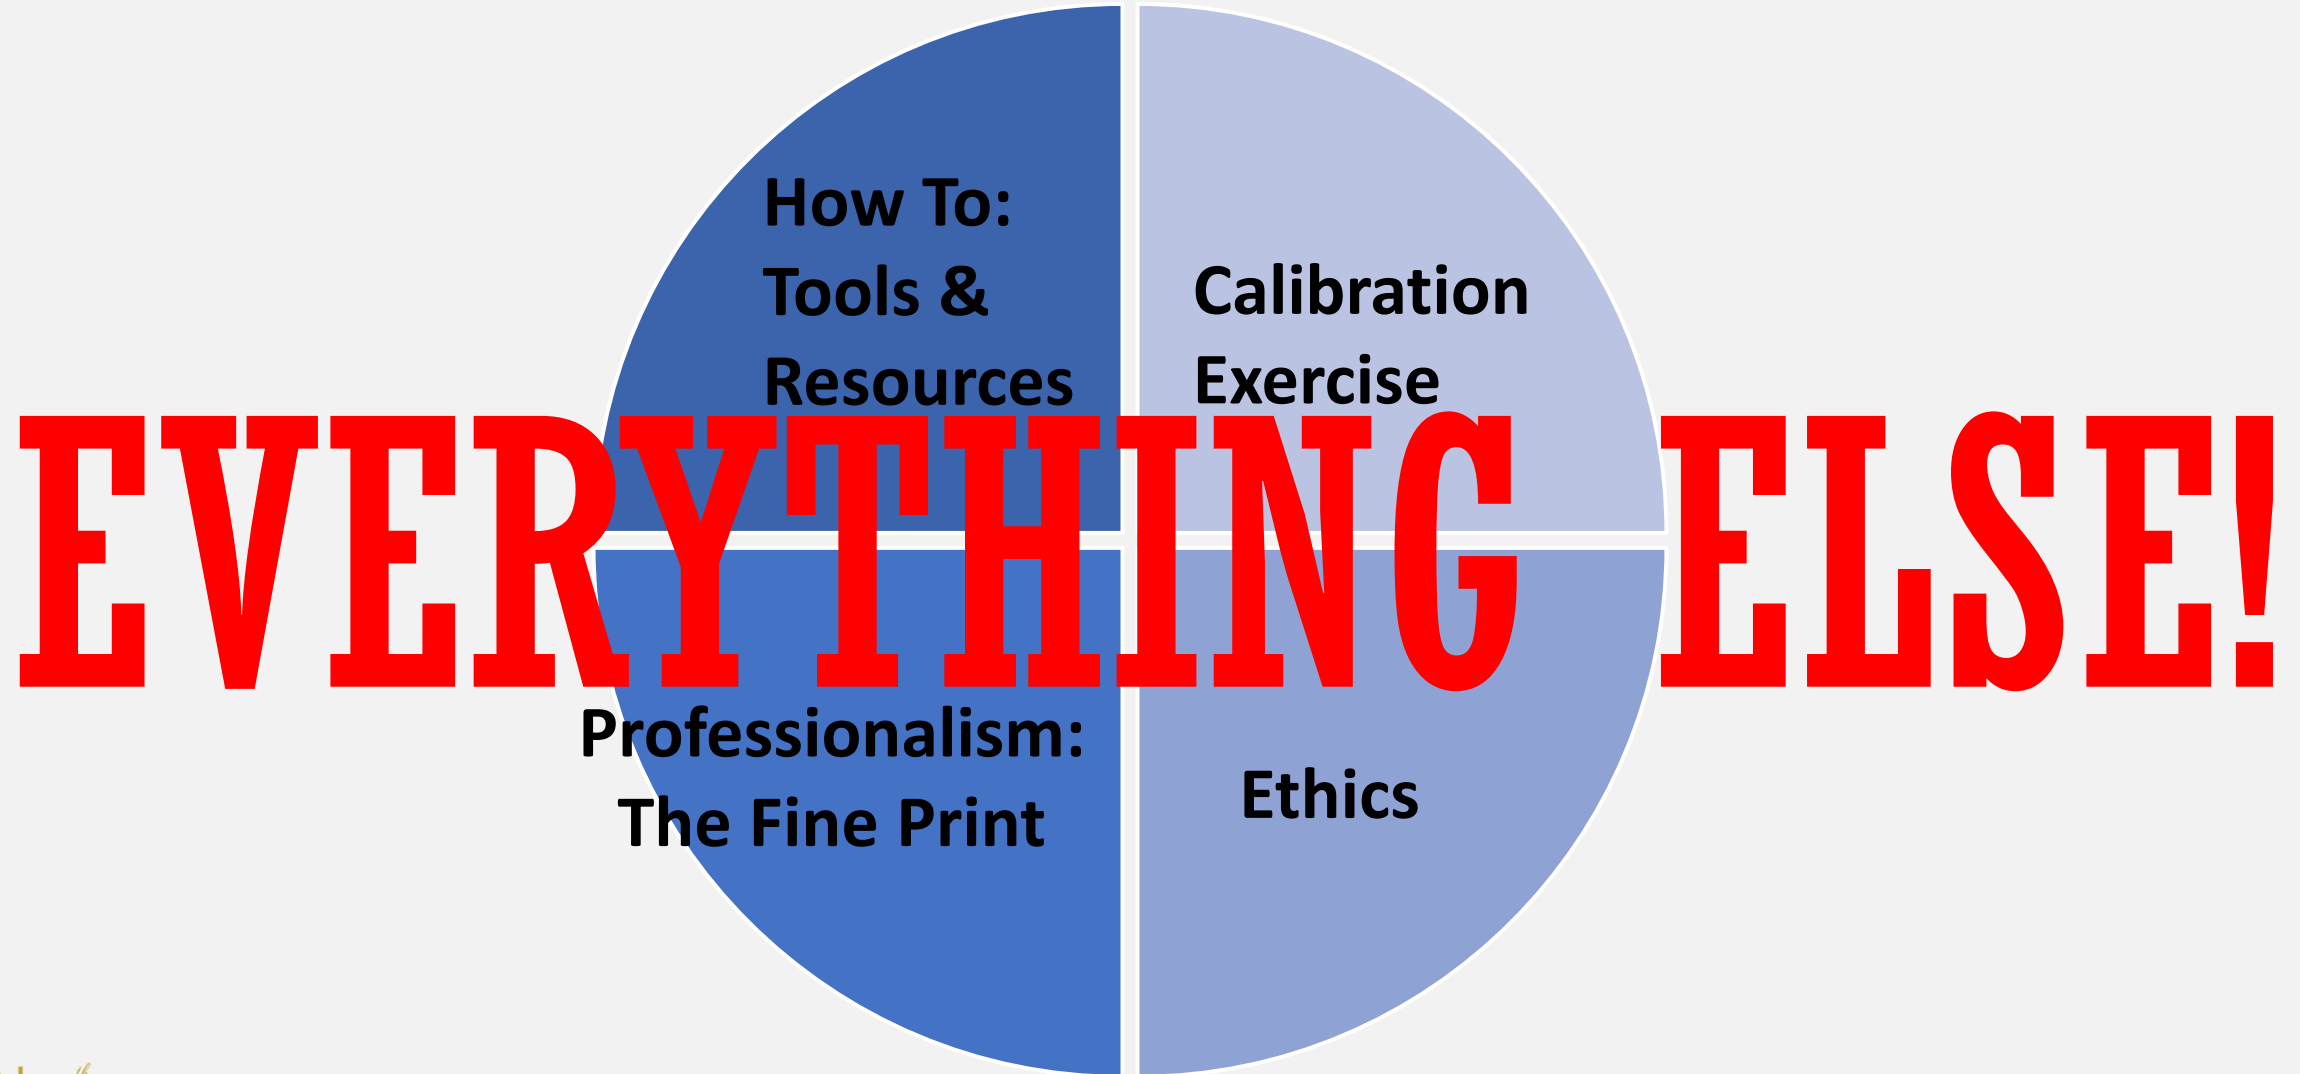 How To:
Tools &
Resources
Calibration
Exercise
EVERYTHING ELSE!
Professionalism:
The Fine Print
Ethics